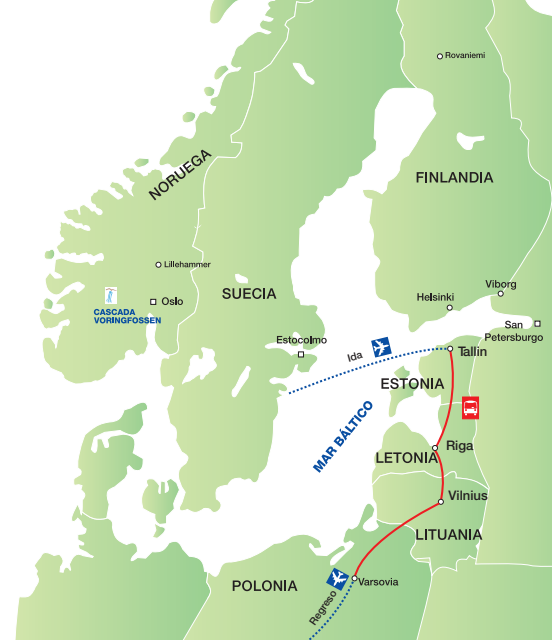 Rovaniemi
NORUEGA
FINLANDIA
Lillehammer
CASCADA
VORINGFOSSEN
Oslo
SUECIA
Helsinki
Viborg
San
Petersburgo
Estocolmo
Ida
Tallin
ESTONIA
MAR BÁLTICO
Riga
LETONIA
Vilnius
LITUANIA
POLONIA
Varsovia
Regreso